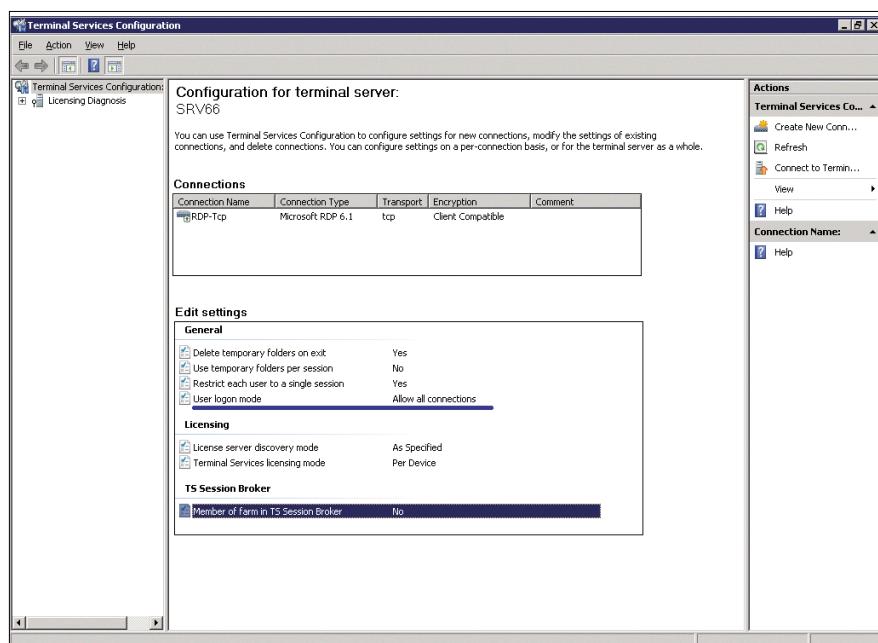 Terminal Services Configuration
File Action View Help
Terminal Services Configuration:
Licensing Diagnosis
Configuration for terminal server:
SRV66
You can use Terminal Services Configuration to configure settings for new connections, modify the settings of existing
connections, and delete connections. You can configure settings on a per-connection basis, or for the terminal server as a whole.
Connections
Connection Name Connection Type Transport Encryption Comment
RDP-Tcp Microsoft RDP 6.1 tcp Client Compatible
Edit settings
General
Delete temporary folders on exit Yes
Use temporary folders per session No
Restrict each user to a single session Yes
User logon mode Allow all connections
Licensing
License server discovery mode As Specified
Terminal Services licensing mode Per Device
TS Session Broker
Member of farm in TS Session Broker No
Actions
Terminal Services Co...
Create New Conn...
Refresh
Connect to Termin...
View
Help
Connection Name:
Help